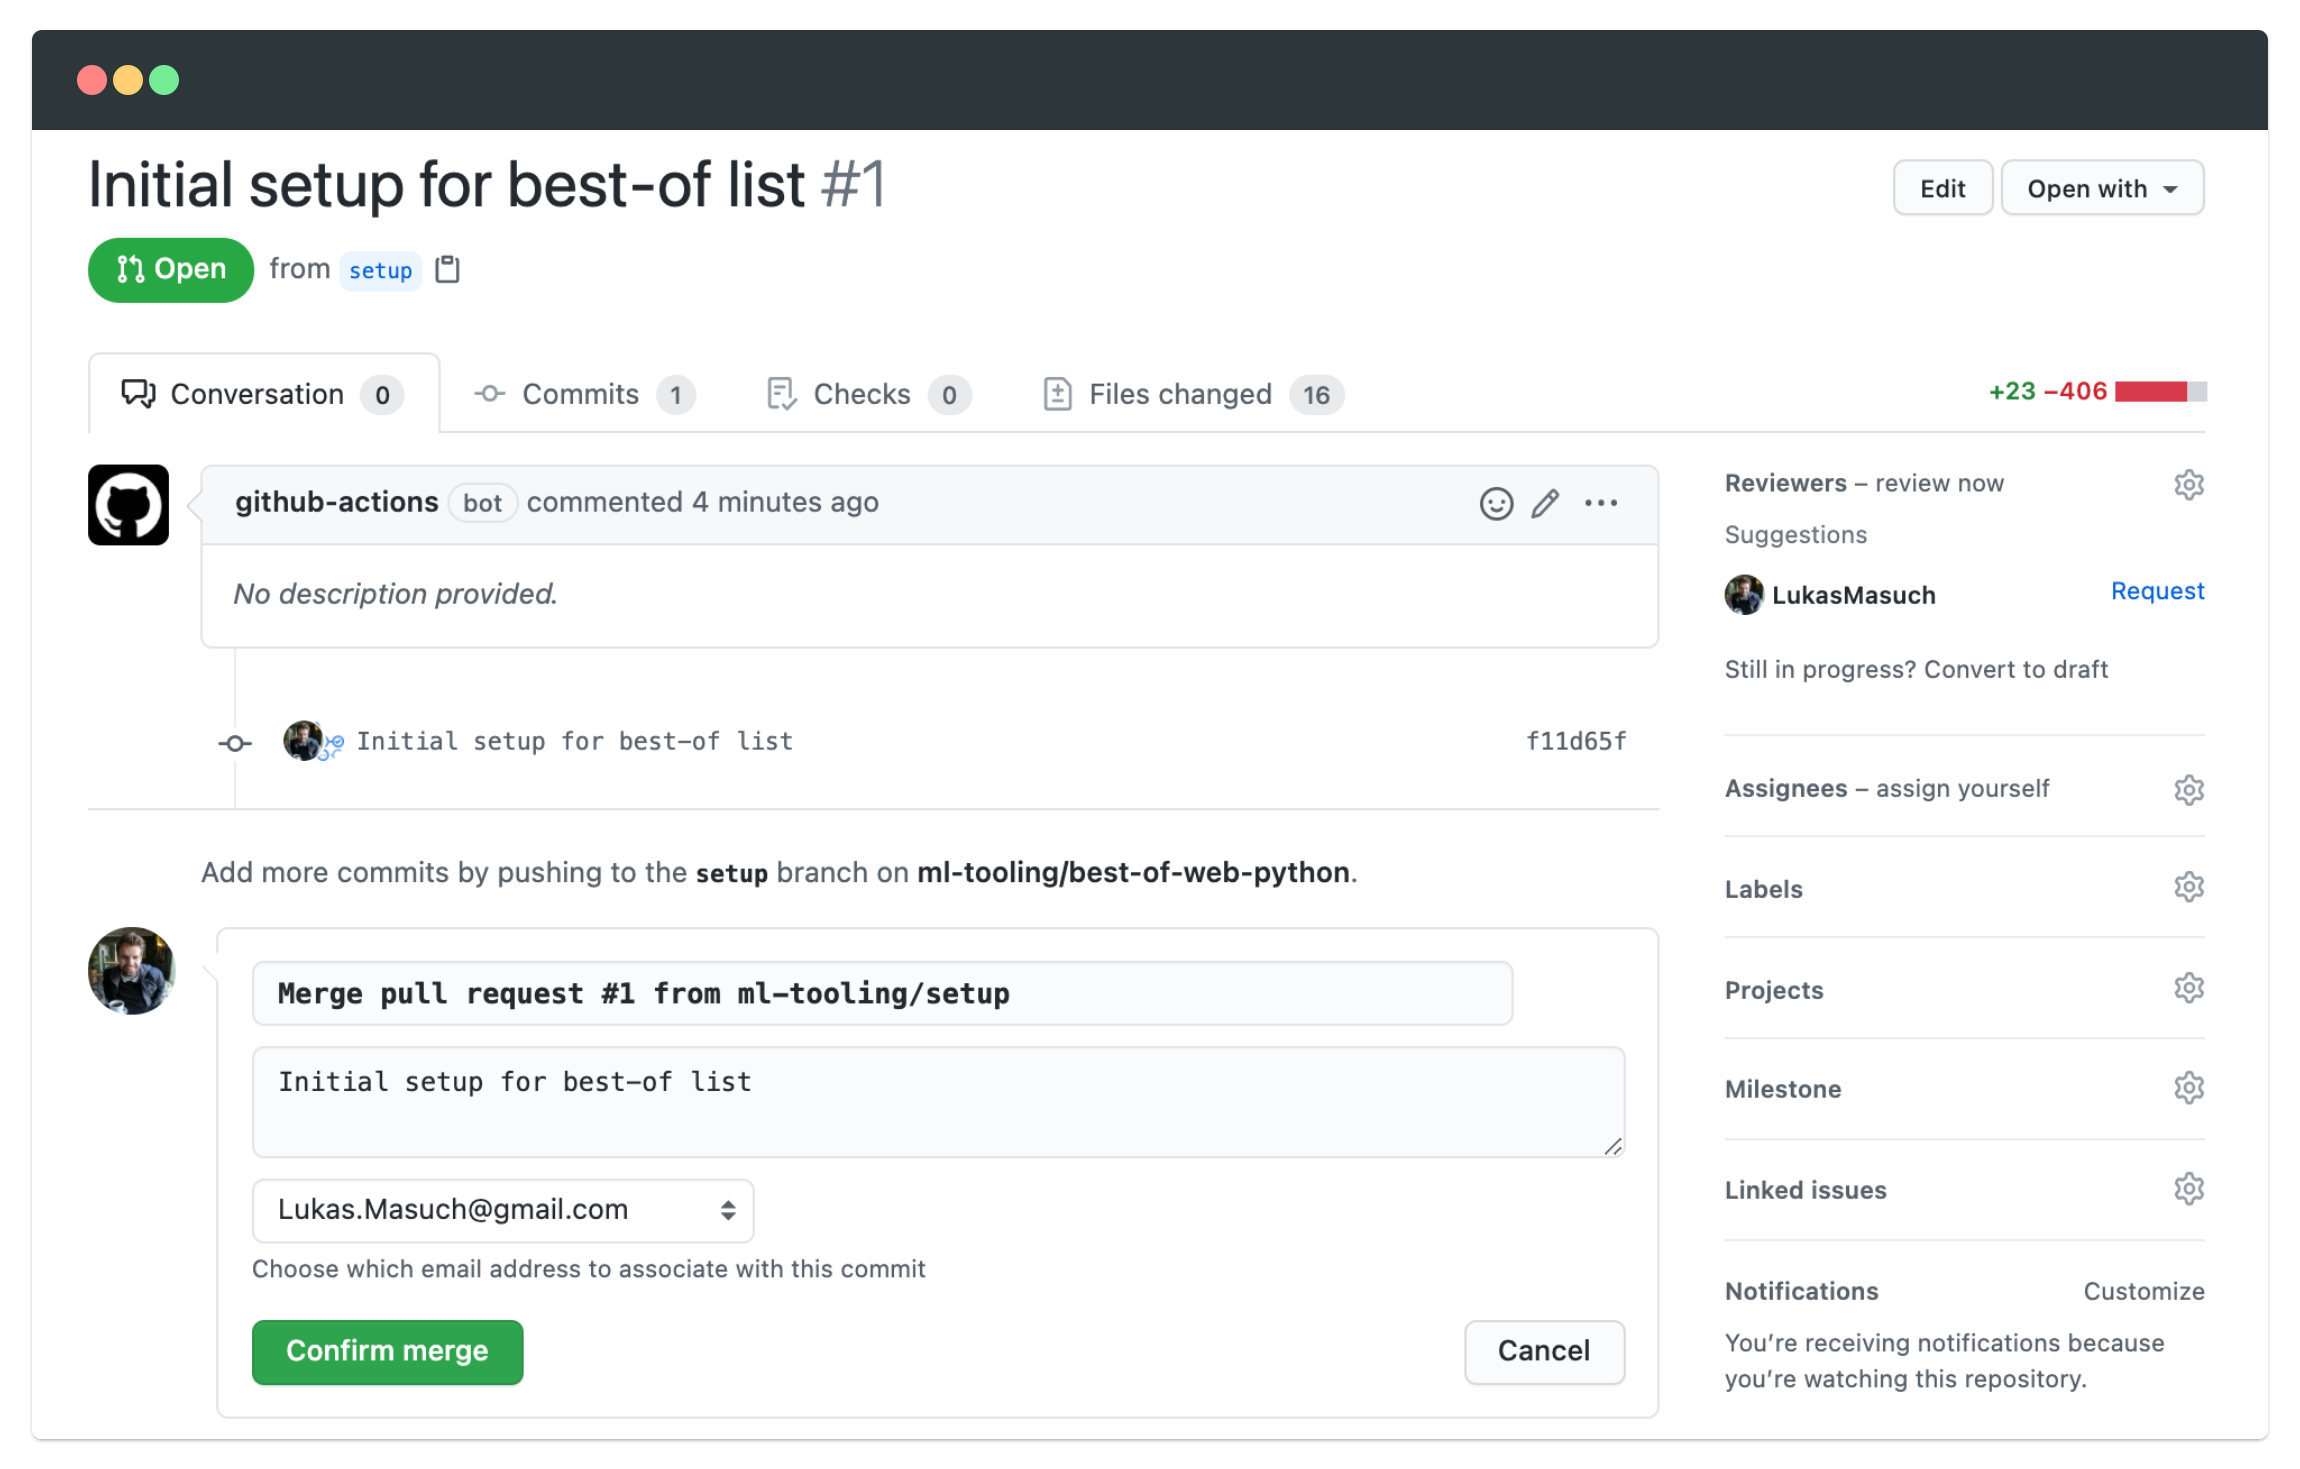 Initial setup for best-of list #1
Edit
Open with
Open from setup
Conversation 0
Commits 1
Checks 0
Files changed 16
+23 −406
github-actions bot commented 4 minutes ago
No description provided.
Initial setup for best-of list f11d65f
Add more commits by pushing to the setup branch on ml-tooling/best-of-web-python.
Merge pull request #1 from ml-tooling/setup
Initial setup for best-of list
Lukas.Masuch@gmail.com
Choose which email address to associate with this commit
Confirm merge
Cancel
Reviewers – review now
Suggestions
LukasMasuch Request
Still in progress? Convert to draft
Assignees – assign yourself
Labels
Projects
Milestone
Linked issues
Notifications Customize
You’re receiving notifications because
you’re watching this repository.